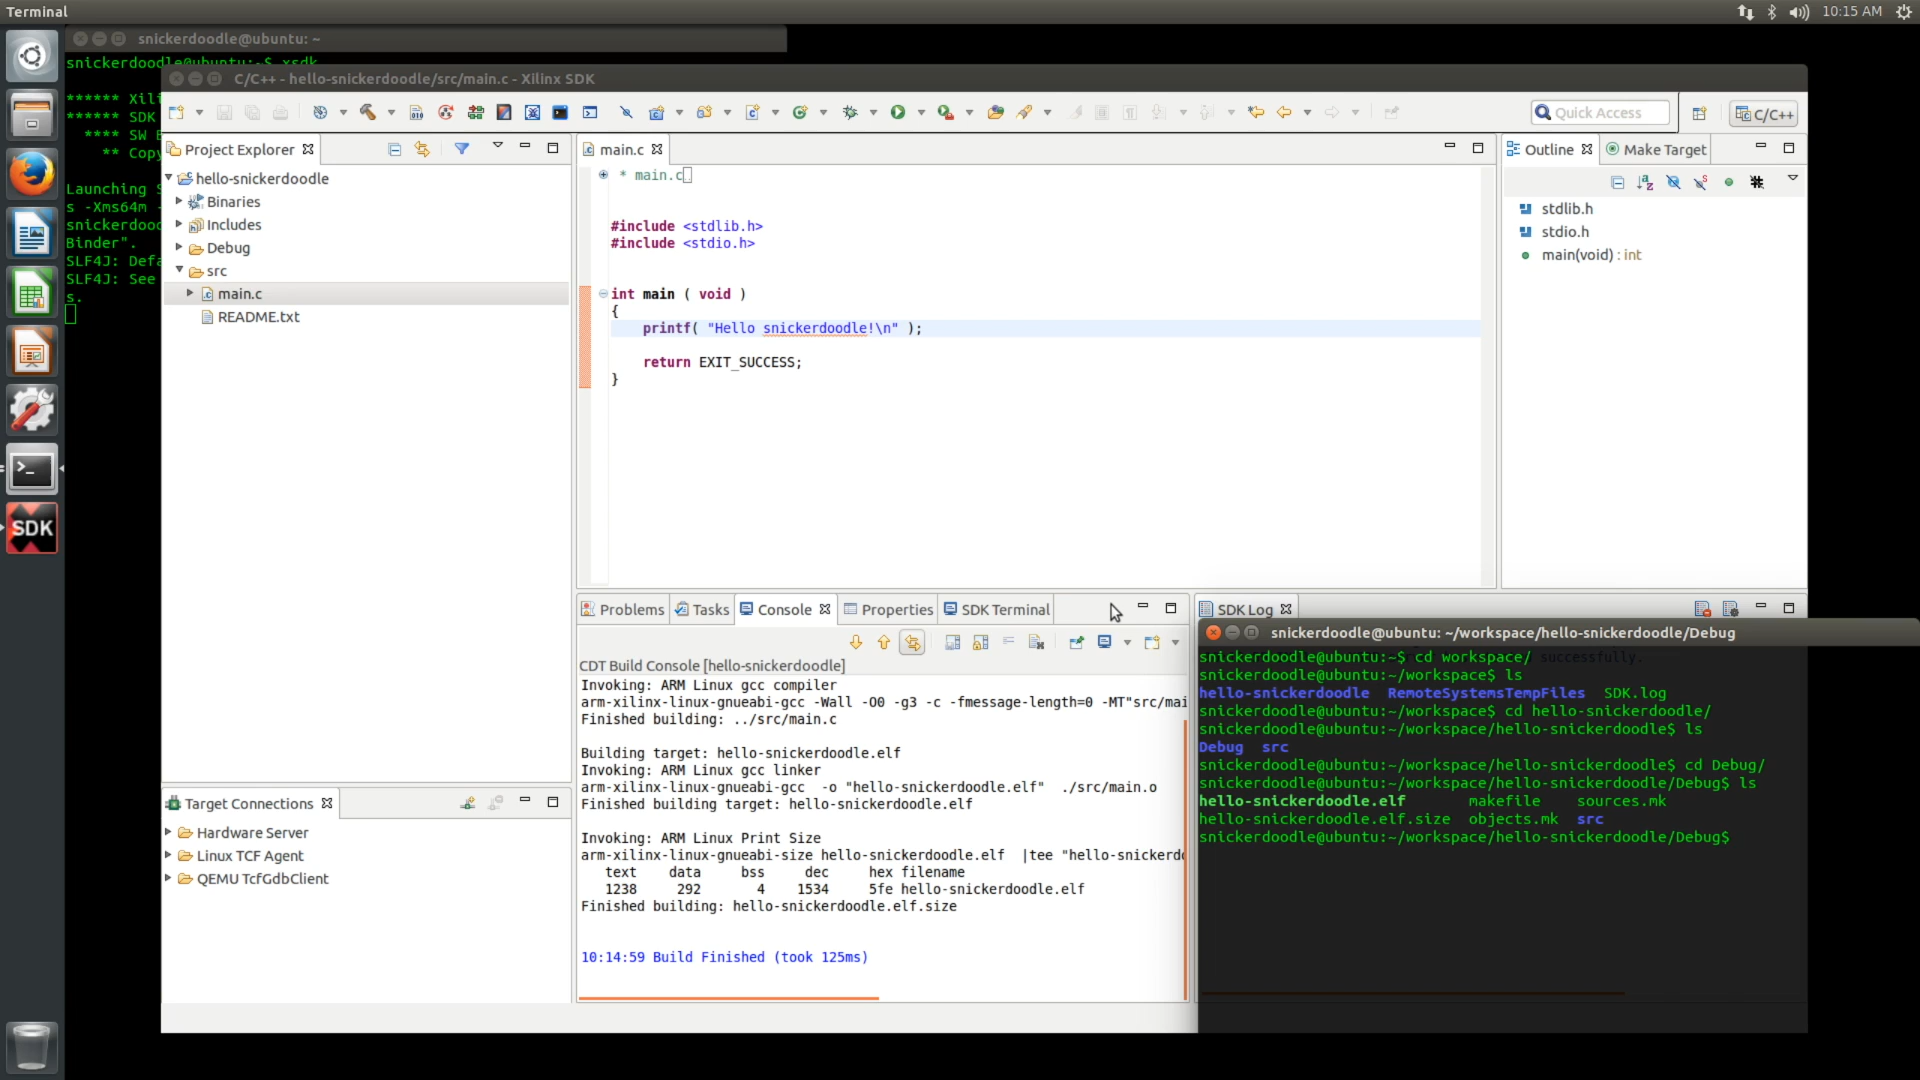 Terminal
10:15 AM
snickerdoodle@ubuntu: ~
snickerdoodle@ubuntu:~$ xsdk
****** Xili
****** SDK
**** SW B
** Copy
Launching S
s -Xms64m -
snickerdood
Binder".
SLF4J: Defa
SLF4J: See
s.
C/C++ - hello-snickerdoodle/src/main.c - Xilinx SDK
Quick Access
C/C++
Project Explorer
hello-snickerdoodle
Binaries
Includes
Debug
src
main.c
README.txt
main.c
* main.c
#include <stdlib.h>
#include <stdio.h>
int main ( void )
{
printf( "Hello snickerdoodle!\n" );
return EXIT_SUCCESS;
}
Outline
Make Target
stdlib.h
stdio.h
main(void) : int
SDK
Target Connections
Hardware Server
Linux TCF Agent
QEMU TcfGdbClient
Problems
Tasks
Console
Properties
SDK Terminal
CDT Build Console [hello-snickerdoodle]
Invoking: ARM Linux gcc compiler
arm-xilinx-linux-gnueabi-gcc -Wall -O0 -g3 -c -fmessage-length=0 -MT"src/mai
Finished building: ../src/main.c
Building target: hello-snickerdoodle.elf
Invoking: ARM Linux gcc linker
arm-xilinx-linux-gnueabi-gcc -o "hello-snickerdoodle.elf" ./src/main.o
Finished building target: hello-snickerdoodle.elf
Invoking: ARM Linux Print Size
arm-xilinx-linux-gnueabi-size hello-snickerdoodle.elf |tee "hello-snickerdo
text data bss dec hex filename
1238 292 4 1534 5fe hello-snickerdoodle.elf
Finished building: hello-snickerdoodle.elf.size
10:14:59 Build Finished (took 125ms)
SDK Log
snickerdoodle@ubuntu: ~/workspace/hello-snickerdoodle/Debug
snickerdoodle@ubuntu:~$ cd workspace/ successfully.
snickerdoodle@ubuntu:~/workspace$ ls
hello-snickerdoodle RemoteSystemsTempFiles SDK.log
snickerdoodle@ubuntu:~/workspace$ cd hello-snickerdoodle/
snickerdoodle@ubuntu:~/workspace/hello-snickerdoodle$ ls
Debug src
snickerdoodle@ubuntu:~/workspace/hello-snickerdoodle$ cd Debug/
snickerdoodle@ubuntu:~/workspace/hello-snickerdoodle/Debug$ ls
hello-snickerdoodle.elf makefile sources.mk
hello-snickerdoodle.elf.size objects.mk src
snickerdoodle@ubuntu:~/workspace/hello-snickerdoodle/Debug$